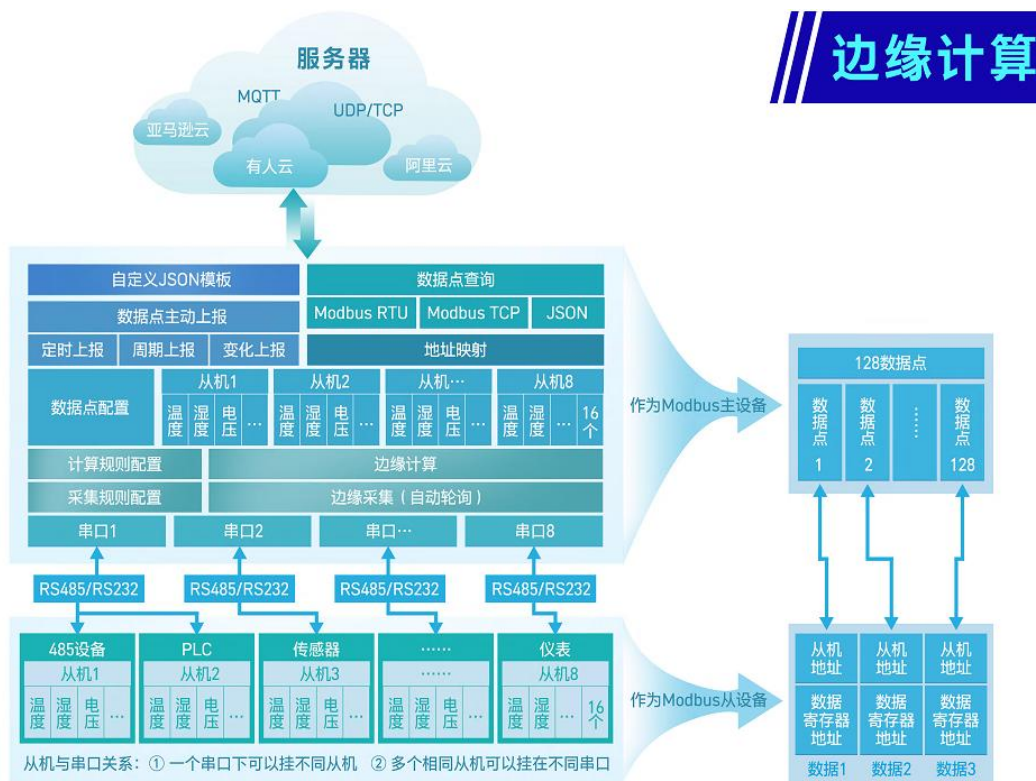 边缘计算
服务器
MQTT
UDP/TCP
亚马逊云
有人云
阿里云
自定义JSON模板
数据点查询
数据点主动上报
Modbus RTU
Modbus TCP
JSON
定时上报
周期上报
变化上报
地址映射
数据点配置
从机1
从机2
从机…
从机8
温度
湿度
电压
…
温度
湿度
电压
…
温度
湿度
电压
…
温度
湿度
…
16个
计算规则配置
边缘计算
采集规则配置
边缘采集（自动轮询）
串口1
串口2
串口…
串口8
RS485/RS232
RS485/RS232
RS485/RS232
RS485/RS232
485设备
PLC
传感器
……
仪表
从机1
从机2
从机3
……
从机8
温度
湿度
电压
…
温度
湿度
电压
…
温度
湿度
电压
…
温度
湿度
电压
…
温度
湿度
…
16个
从机与串口关系：① 一个串口下可以挂不同从机 ② 多个相同从机可以挂在不同串口
作为Modbus主设备
128数据点
数据点1
数据点2
……
数据点128
作为Modbus从设备
从机地址
从机地址
从机地址
数据寄存器地址
数据寄存器地址
数据寄存器地址
数据1
数据2
数据3